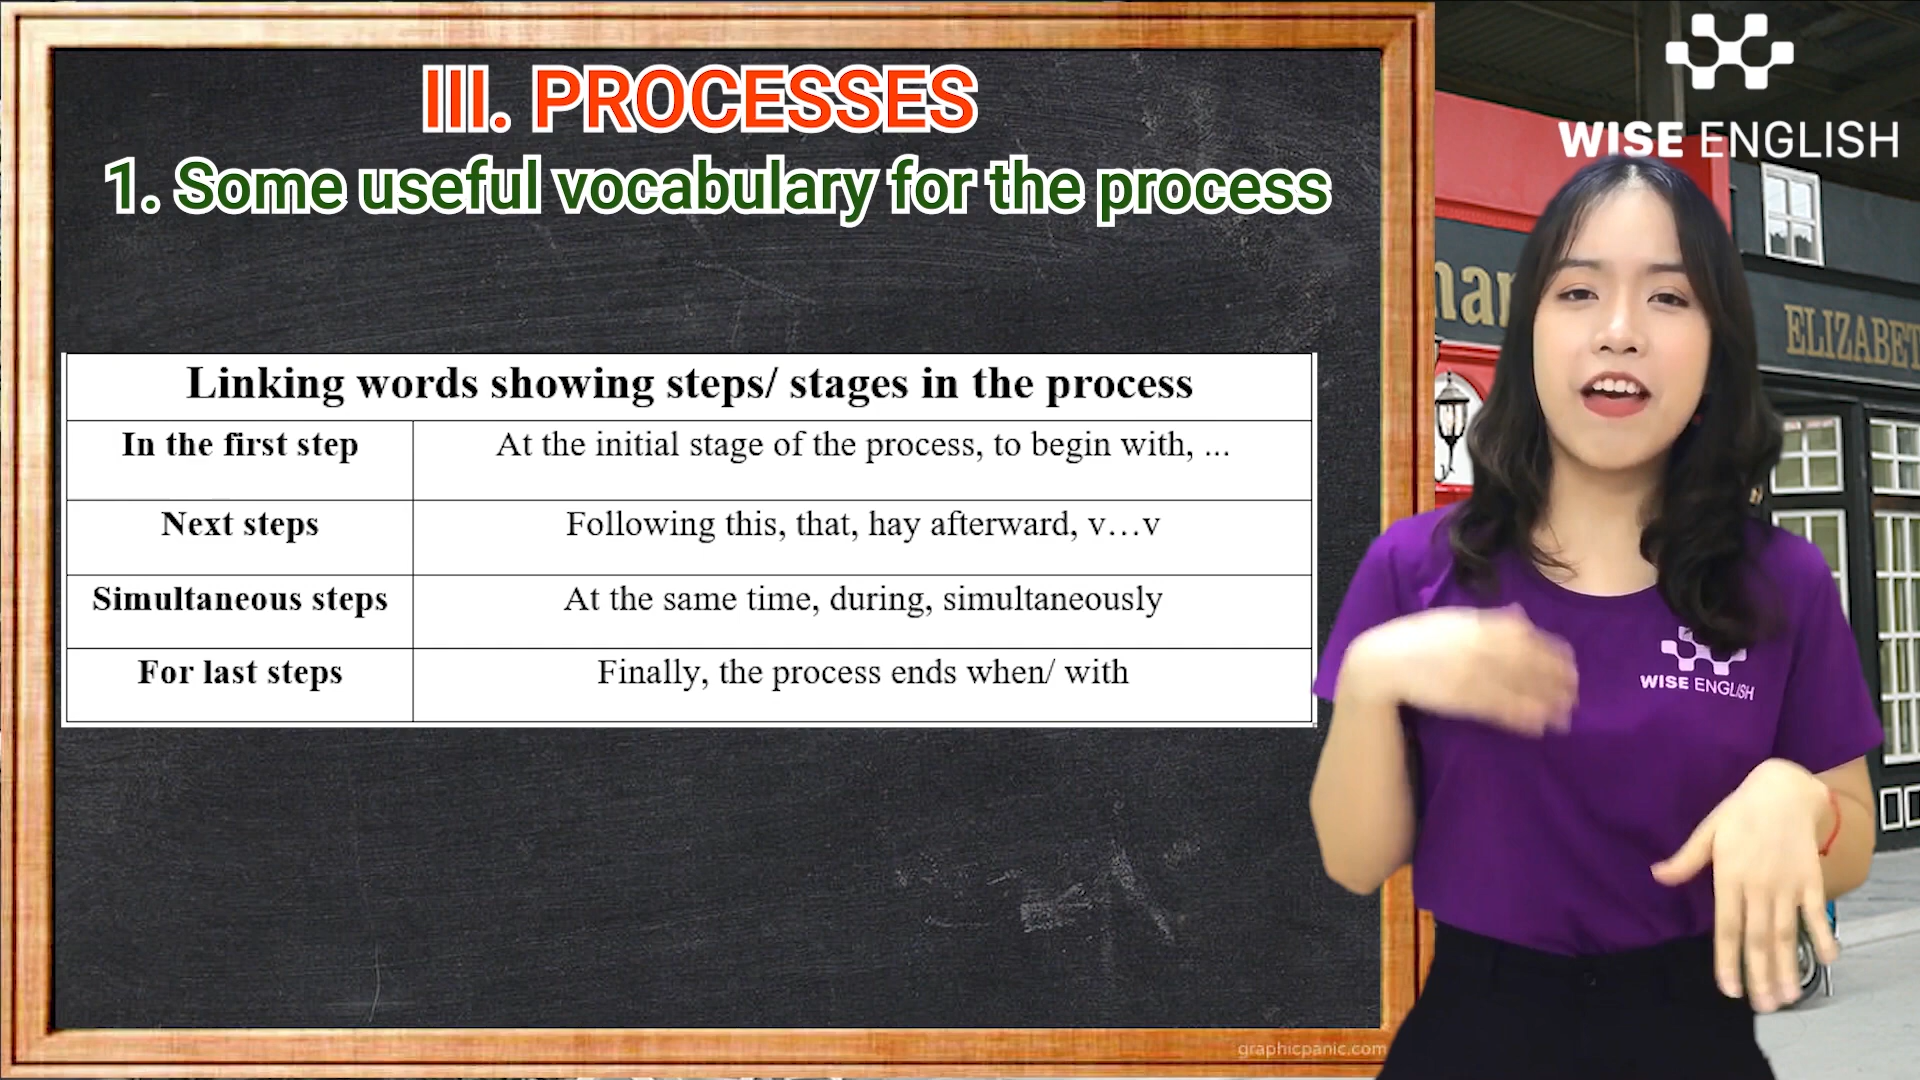 III. PROCESSES
1. Some useful vocabulary for the process
WISE ENGLISH
Linking words showing steps/ stages in the process
In the first step
At the initial stage of the process, to begin with, ...
Next steps
Following this, that, hay afterward, v…v
Simultaneous steps
At the same time, during, simultaneously
For last steps
Finally, the process ends when/ with
ELIZABET
WISE ENGLISH
graphicpanic.com